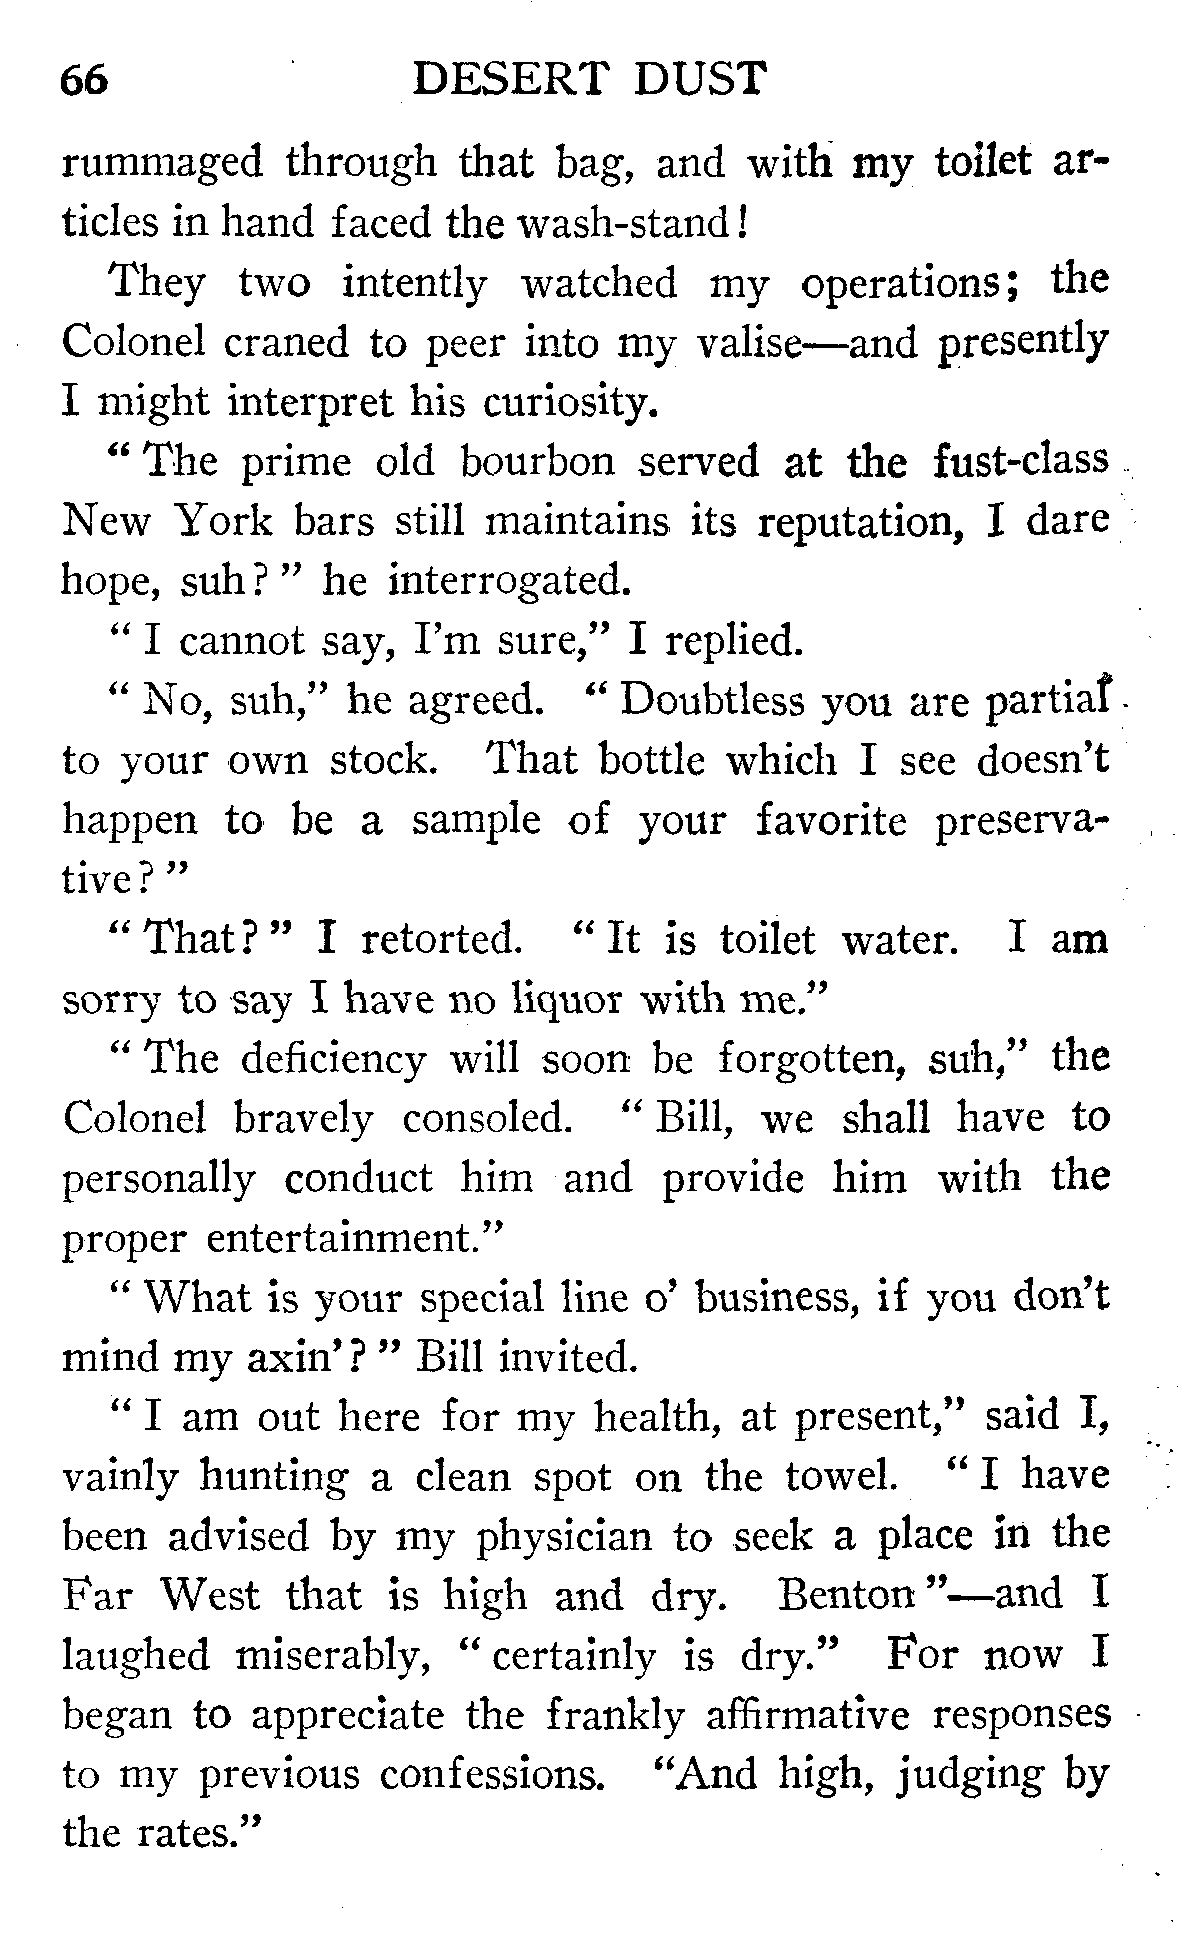 66 DESERT DUST
rummaged through that bag, and with my toilet ar-
ticles in hand faced the wash-stand!
They two intently watched my operations; the
Colonel craned to peer into my valise—and presently
I might interpret his curiosity.
“ The prime old bourbon served at the fust-class
New York bars still maintains its reputation, I dare
hope, suh? ” he interrogated.
“ I cannot say, I’m sure,” I replied.
“ No, suh,” he agreed. “ Doubtless you are partial
to your own stock. That bottle which I see doesn’t
happen to be a sample of your favorite preserva-
tive? ”
“ That? ” I retorted. “ It is toilet water. I am
sorry to say I have no liquor with me.”
“ The deficiency will soon be forgotten, suh,” the
Colonel bravely consoled. “ Bill, we shall have to
personally conduct him and provide him with the
proper entertainment.”
“ What is your special line o’ business, if you don’t
mind my axin’? ” Bill invited.
“ I am out here for my health, at present,” said I,
vainly hunting a clean spot on the towel. “ I have
been advised by my physician to seek a place in the
Far West that is high and dry. Benton ”—and I
laughed miserably, “ certainly is dry.” For now I
began to appreciate the frankly affirmative responses
to my previous confessions. “And high, judging by
the rates.”